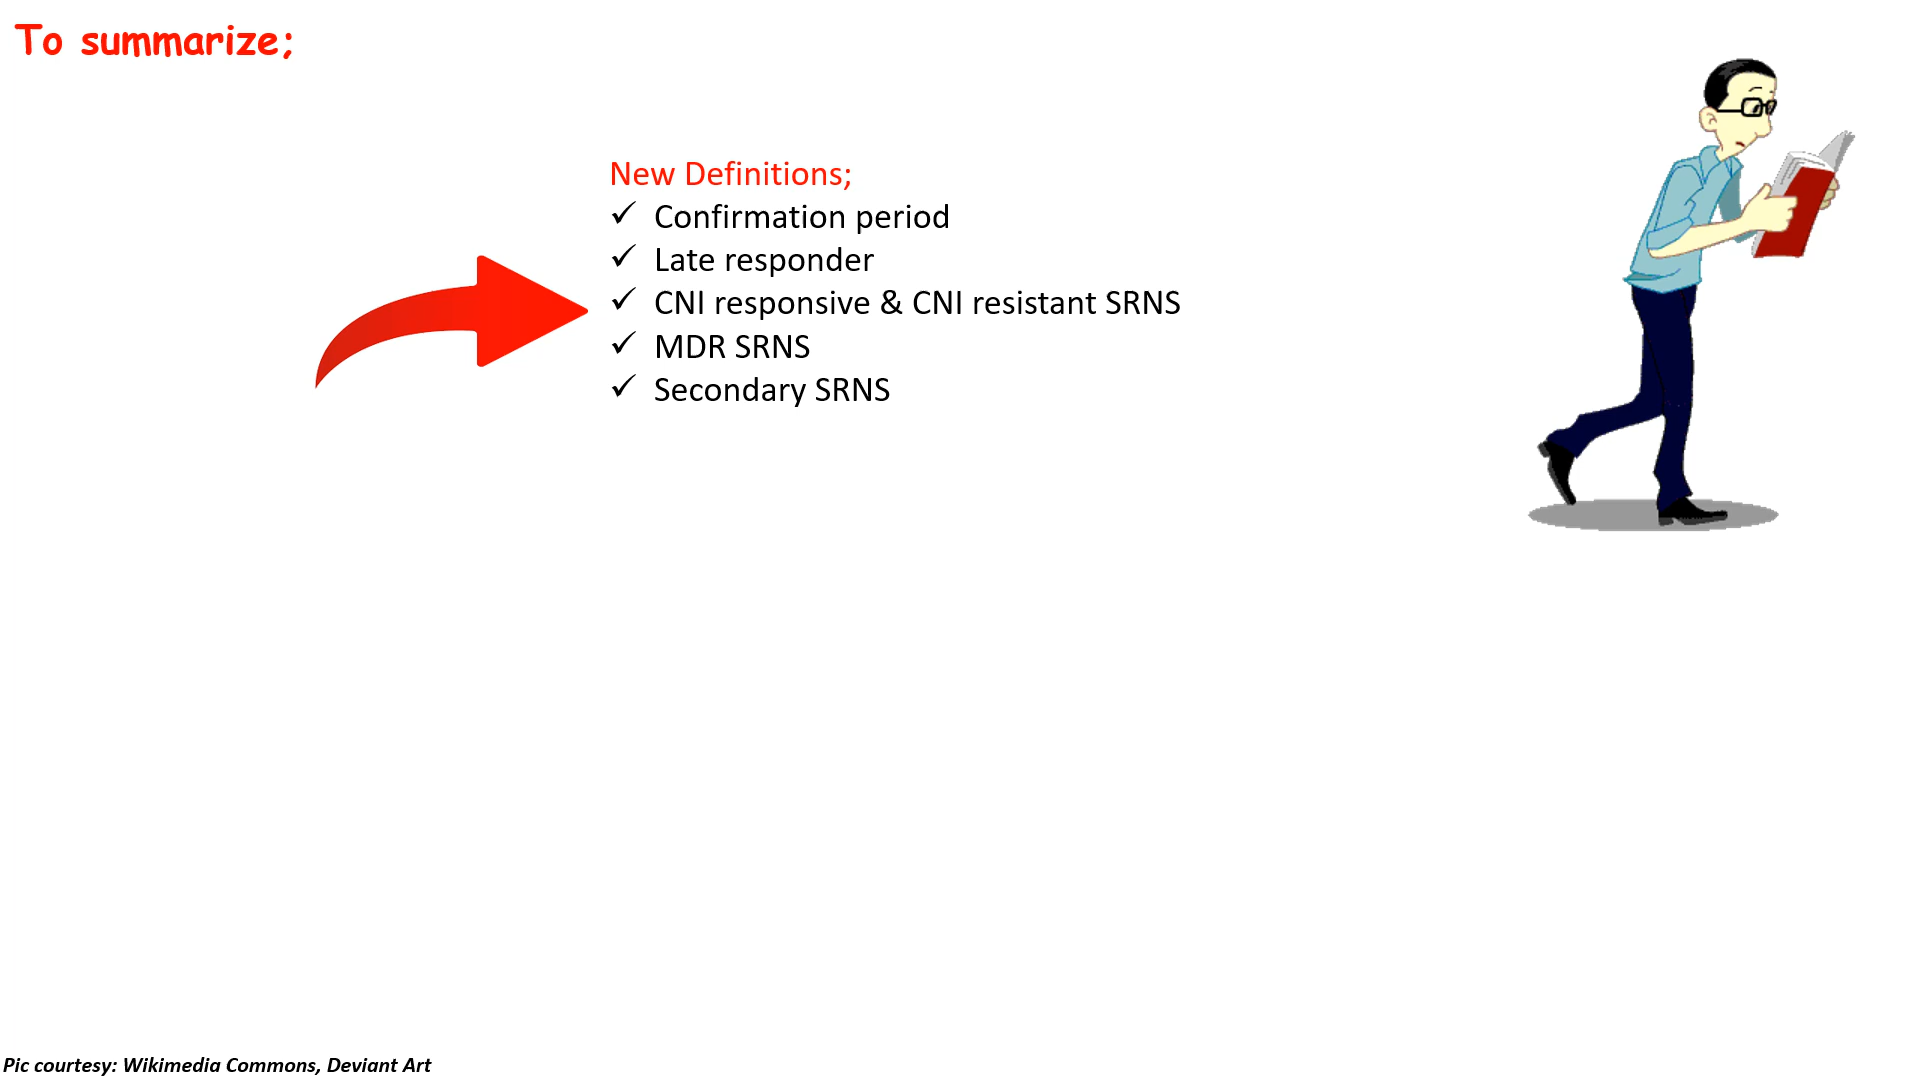 To summarize;
New Definitions;
✓ Confirmation period
✓ Late responder
✓ CNI responsive & CNI resistant SRNS
✓ MDR SRNS
✓ Secondary SRNS
Pic courtesy: Wikimedia Commons, Deviant Art